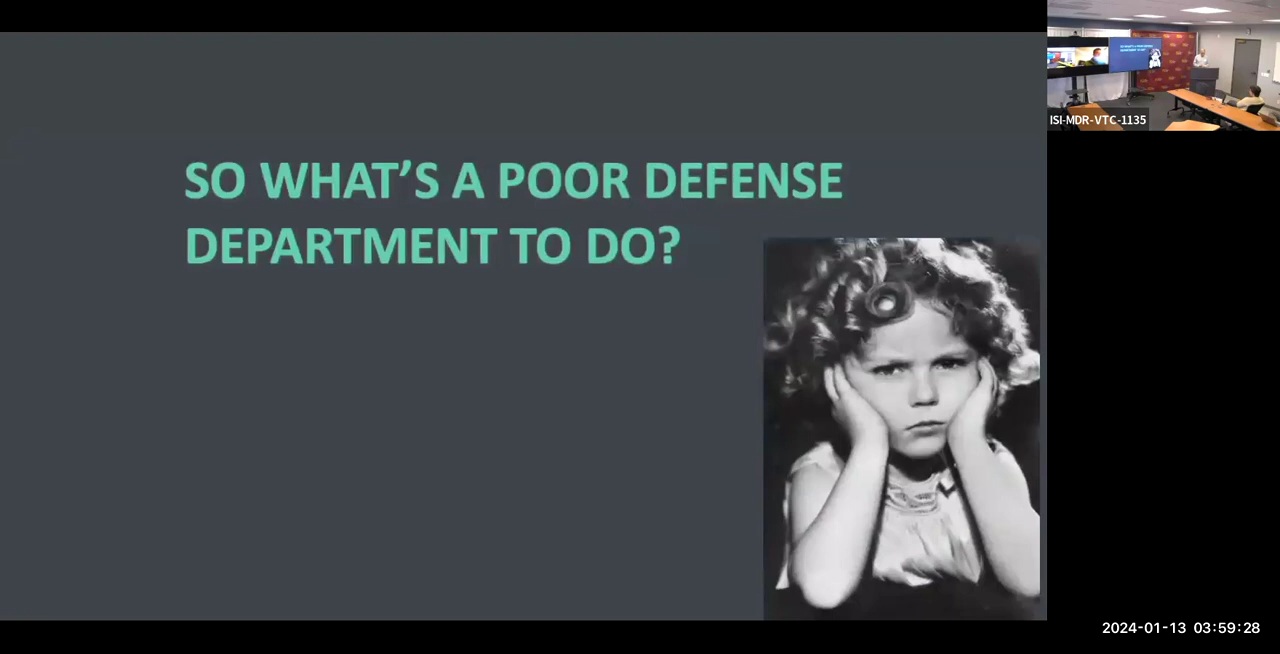 SO WHAT'S A POOR DEFENSE
DEPARTMENT TO DO?
ISI-MDR-VTC-1135
2024-01-13 03:59:28